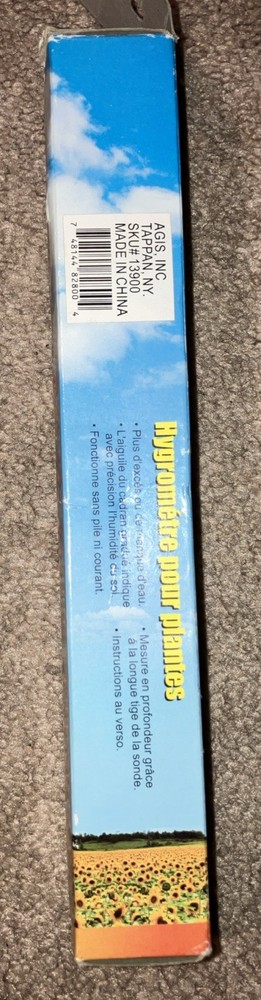 AGIS, INC
TAPPAN, NY.
SKU# 13900
MADE IN CHINA
7 48144 82800 4
Hygromètre pour plantes
• Plus d'excès ou de manque d'eau.
• L'aiguille du cadran gradué indique
avec précision l'humidité du sol.
• Fonctionne sans pile ni courant.
• Mesure en profondeur grâce
à la longue tige de la sonde.
• Instructions au verso.